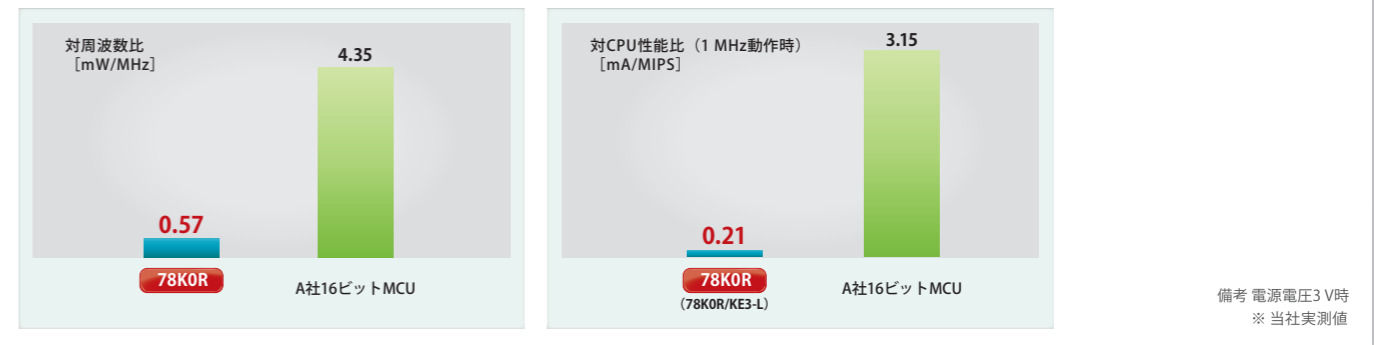 対周波数比
［mW/MHz］
4.35
0.57
78K0R
A社16ビットMCU
対CPU性能比（1 MHz動作時）
［mA/MIPS］
3.15
0.21
78K0R
（78K0R/KE3-L）
A社16ビットMCU
備考 電源電圧3 V時
※ 当社実測値